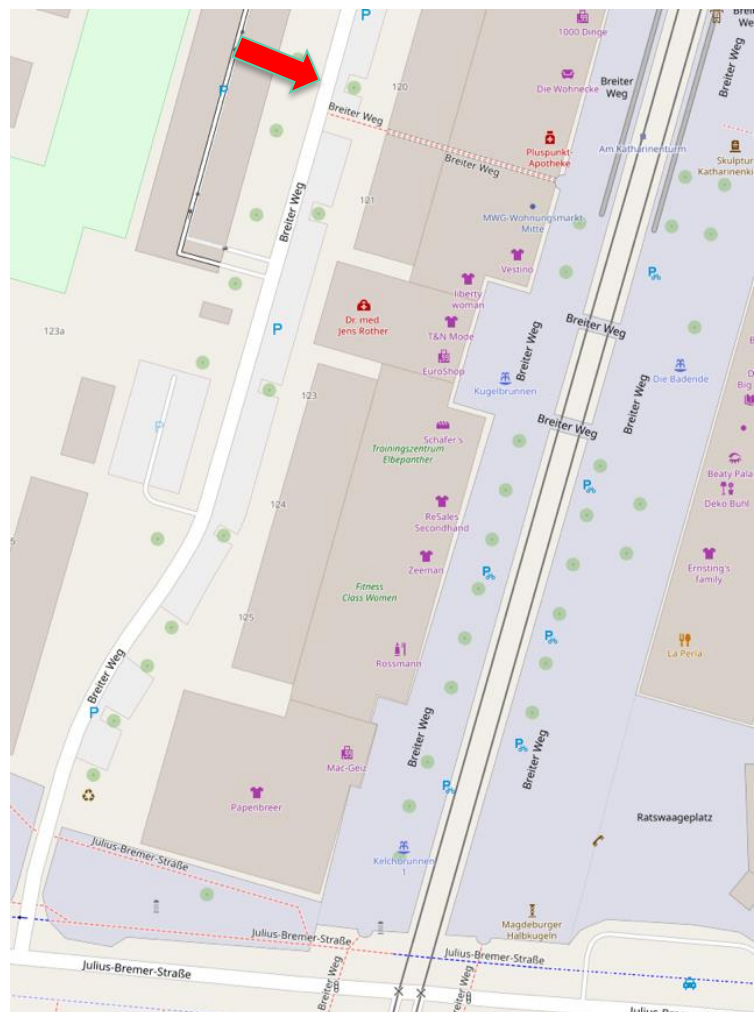 P
1000 Dinge
Breiter
Die Wohnecke
Breiter
Weg
Breiter Weg
P
120
Breiter Weg
Pluspunkt-
Apotheke
Am Katharinenturm
Skulptur
Breiter Weg
121
MWG-Wohnungsmarkt
Mitte
Breiter Weg
Vestino
liberty
woman
P
Dr. med.
Jens Rother
T&N Mode
EuroShop
123a
P
Breiter Weg
Breiter Weg
Kugelbrunnen
Die Badende
Breiter Weg
Breiter Weg
123
Schäfer's
Trainingszentrum
Elbepanther
P
Beaty Pala
Deko Buhl
P
124
ReSales
Secondhand
Zeeman
P
Ernsting's
family
Fitness
Class Women
125
P
La Perla
Rossmann
Breiter Weg
P
Mac-Geiz
Breiter Weg
Breiter Weg
P
P
Papenbreer
Ratswaageplatz
Julius-Bremer-Straße
Kelchbrunnen
1
Magdeburger
Halbkugeln
Julius-Bremer-Straße
Julius-Bremer-Straße
Julius-Bremer-Straße
Breiter Weg